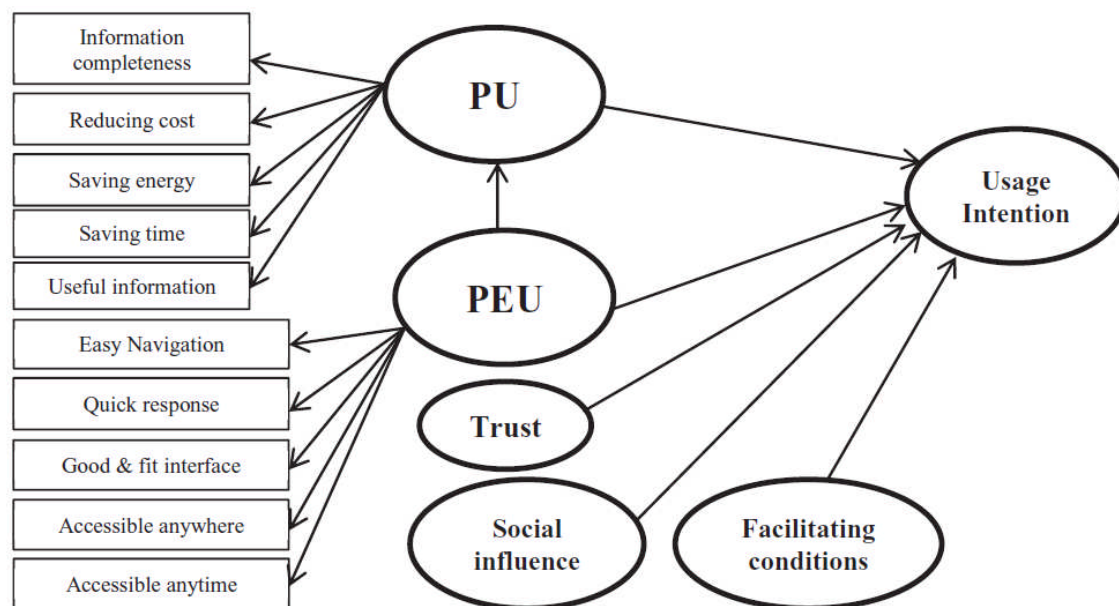 Information
completeness
Reducing cost
Saving energy
Saving time
Useful information
Easy Navigation
Quick response
Good & fit interface
Accessible anywhere
Accessible anytime
PU
PEU
Trust
Social
influence
Facilitating
conditions
Usage
Intention